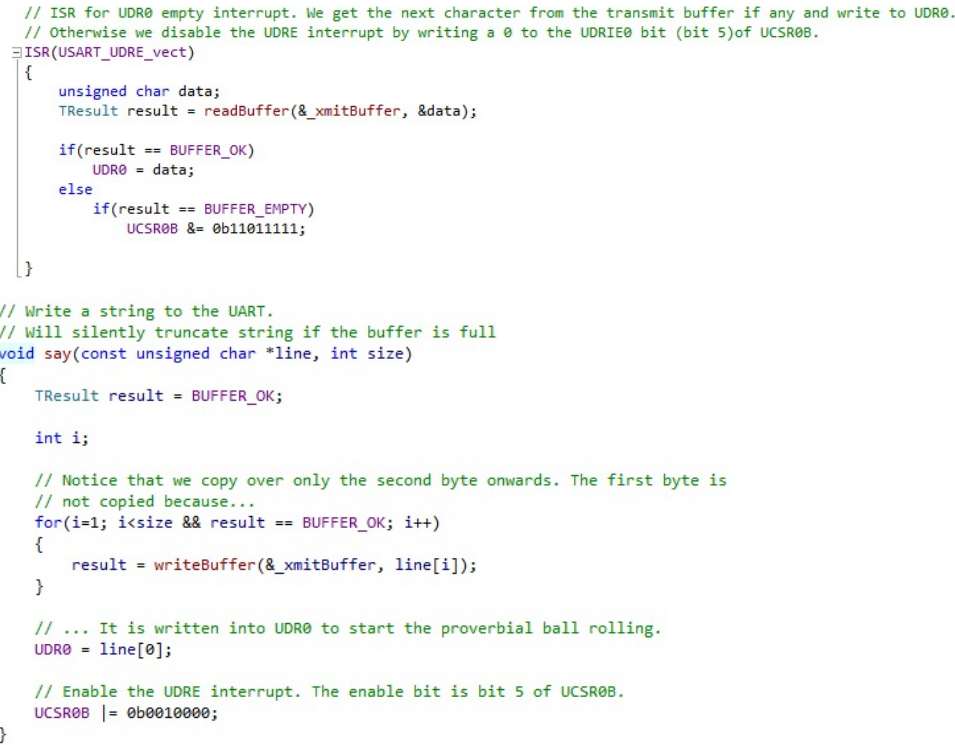 // ISR for UDR0 empty interrupt. We get the next character from the transmit buffer if any and write to UDR0.
// Otherwise we disable the UDRE interrupt by writing a 0 to the UDRIE0 bit (bit 5)of UCSR0B.
ISR(USART_UDRE_vect)
{
    unsigned char data;
    TResult result = readBuffer(&_xmitBuffer, &data);

    if(result == BUFFER_OK)
        UDR0 = data;
    else
        if(result == BUFFER_EMPTY)
            UCSR0B &= 0b11011111;

}

// Write a string to the UART.
// Will silently truncate string if the buffer is full
void say(const unsigned char *line, int size)
{
    TResult result = BUFFER_OK;

    int i;

    // Notice that we copy over only the second byte onwards. The first byte is
    // not copied because...
    for(i=1; i<size && result == BUFFER_OK; i++)
    {
        result = writeBuffer(&_xmitBuffer, line[i]);
    }

    // ... It is written into UDR0 to start the proverbial ball rolling.
    UDR0 = line[0];

    // Enable the UDRE interrupt. The enable bit is bit 5 of UCSR0B.
    UCSR0B |= 0b0010000;
}